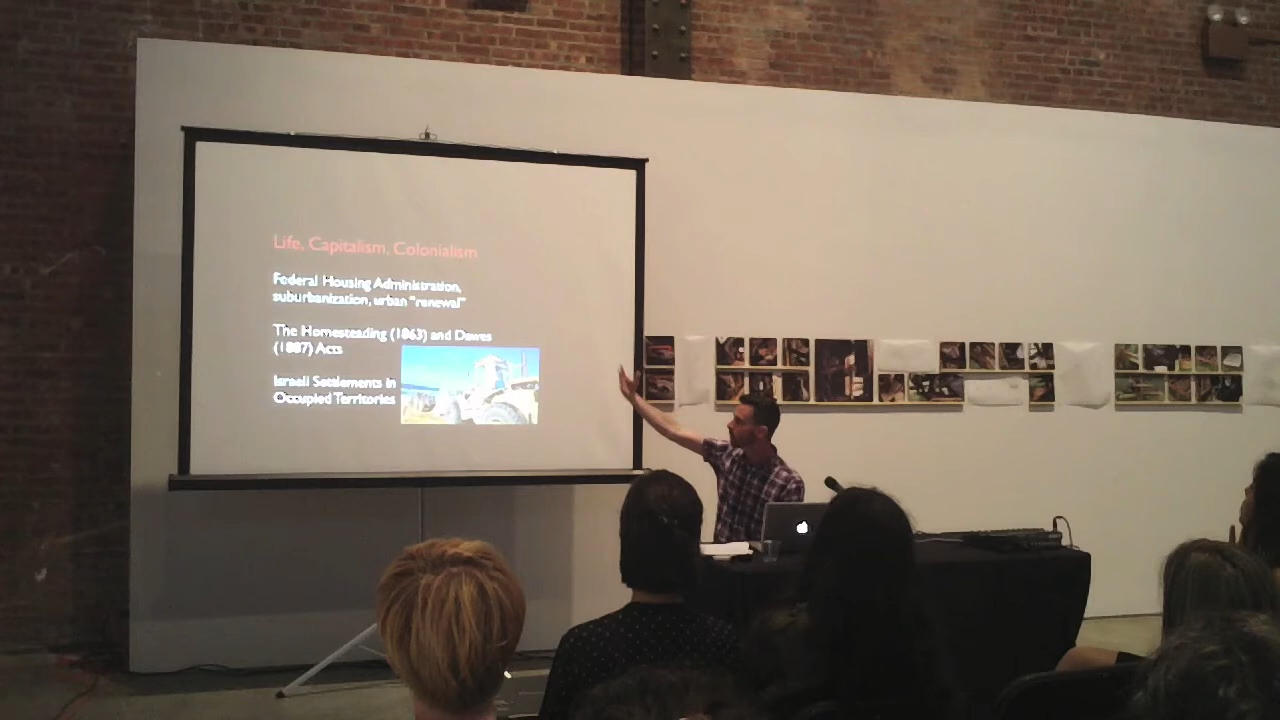 Life, Capitalism, Colonialism
Federal Housing Administration,
suburbanization, urban "renewal"
The Homesteading (1863) and Dawes
(1887) Acts
Israeli Settlements in
Occupied Territories